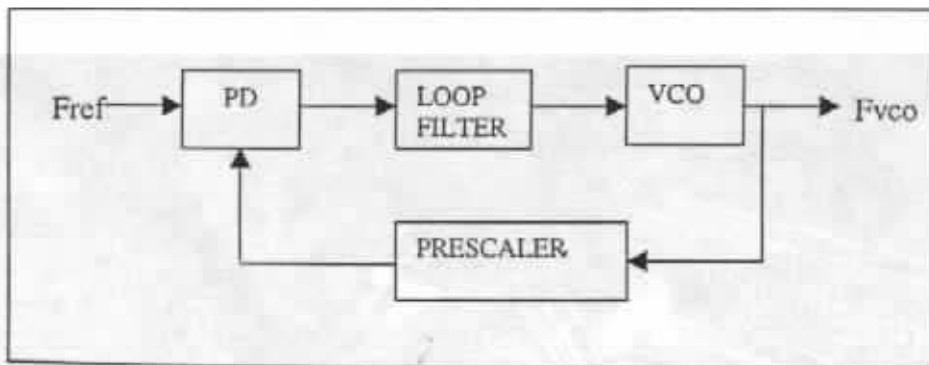 Fref
PD
LOOP
FILTER
VCO
Fvco
PRESCALER